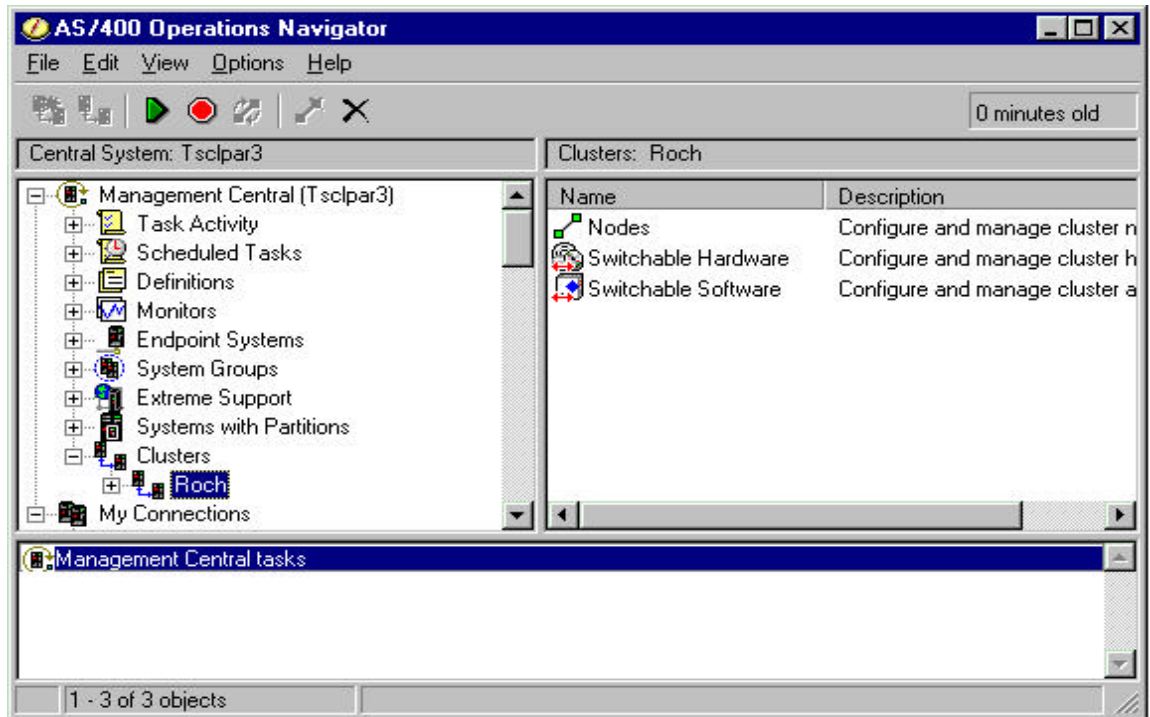 AS/400 Operations Navigator
File Edit View Options Help
0 minutes old
Central System: Tsclpar3
Clusters: Roch
Management Central (Tsclpar3)
Task Activity
Scheduled Tasks
Definitions
Monitors
Endpoint Systems
System Groups
Extreme Support
Systems with Partitions
Clusters
Roch
My Connections
Name Description
Nodes Configure and manage cluster n
Switchable Hardware Configure and manage cluster h
Switchable Software Configure and manage cluster a
Management Central tasks
1 - 3 of 3 objects